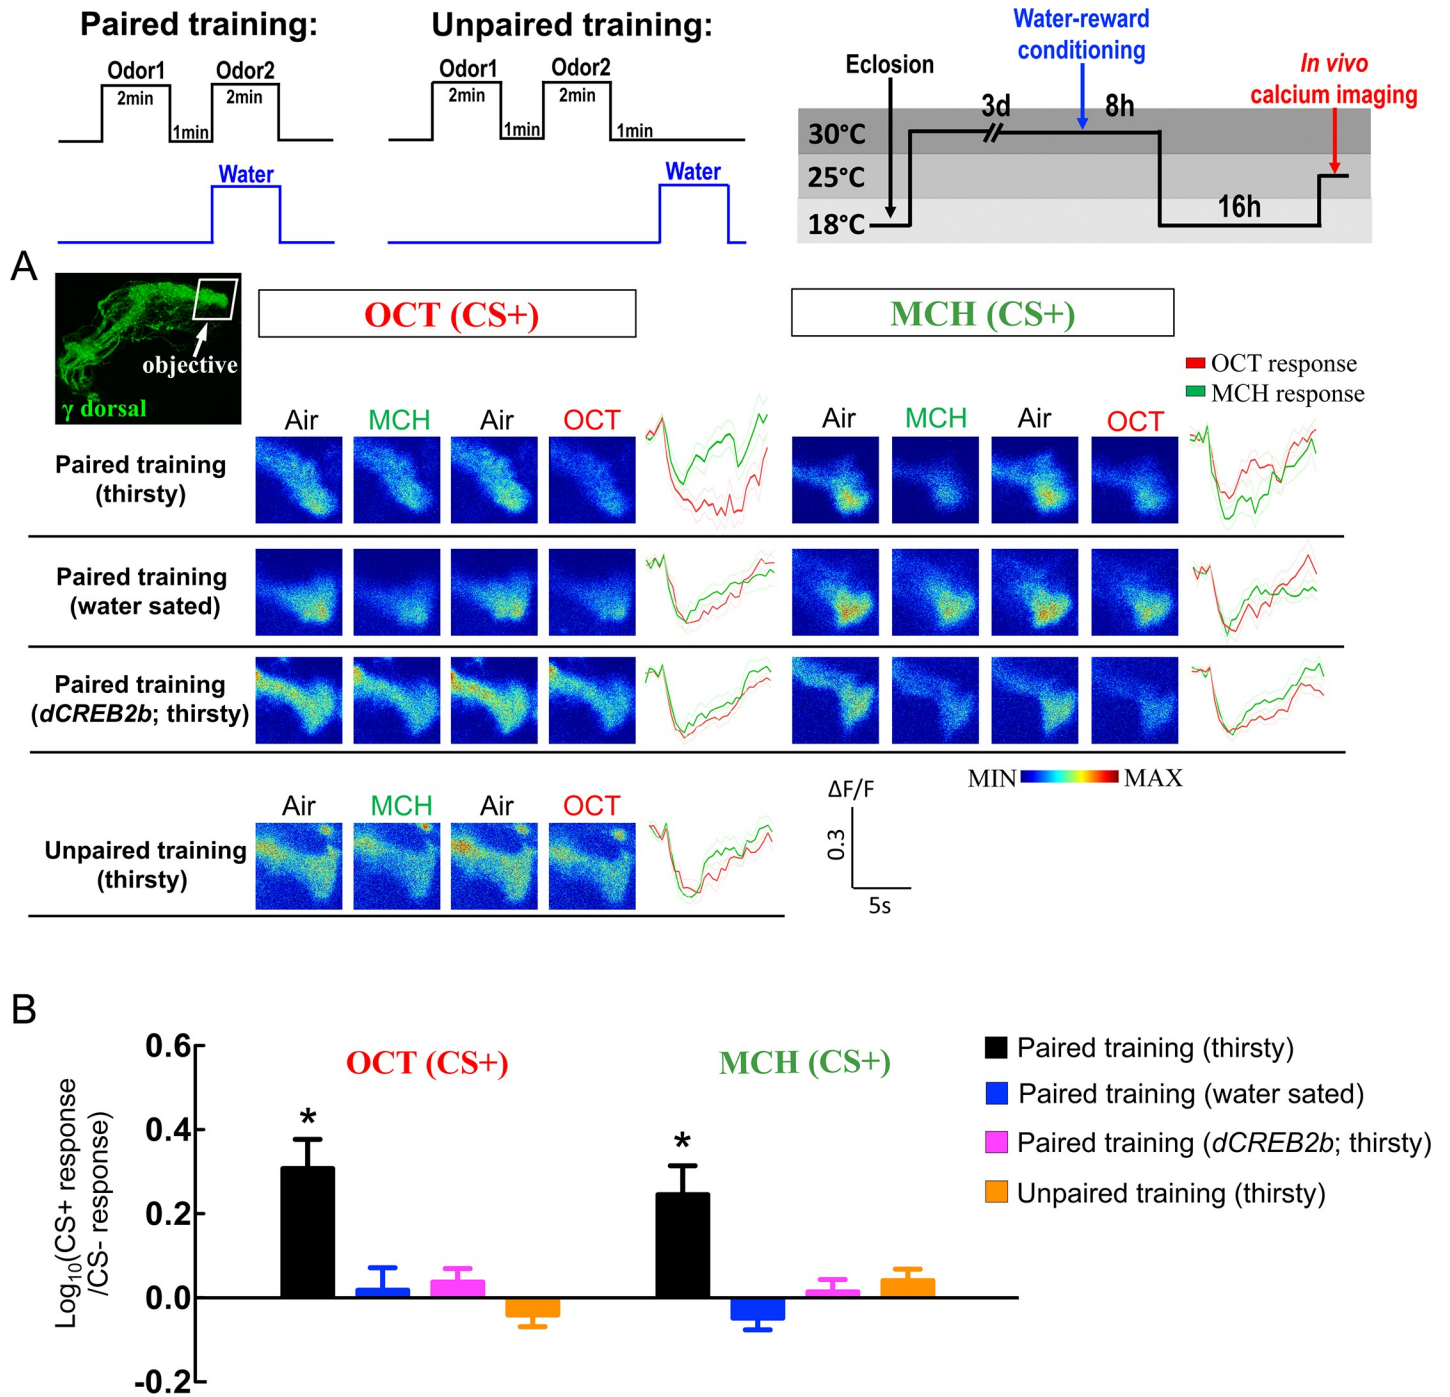 Paired training:
Odor1
Odor2
2min
2min
1min
Water
Unpaired training:
Odor1
Odor2
2min
2min
1min
1min
Water
Water-reward
conditioning
Eclosion
In vivo
calcium imaging
3d
8h
30°C
25°C
18°C
16h
A
objective
γ dorsal
OCT (CS+)
MCH (CS+)
OCT response
MCH response
Air
MCH
Air
OCT
Air
MCH
Air
OCT
Paired training
(thirsty)
Paired training
(water sated)
Paired training
(dCREB2b; thirsty)
MIN
MAX
Air
MCH
Air
OCT
Unpaired training
(thirsty)
ΔF/F
0.3
5s
B
Log10(CS+ response
/CS- response)
0.6
0.4
0.2
0.0
-0.2
OCT (CS+)
MCH (CS+)
*
*
Paired training (thirsty)
Paired training (water sated)
Paired training (dCREB2b; thirsty)
Unpaired training (thirsty)